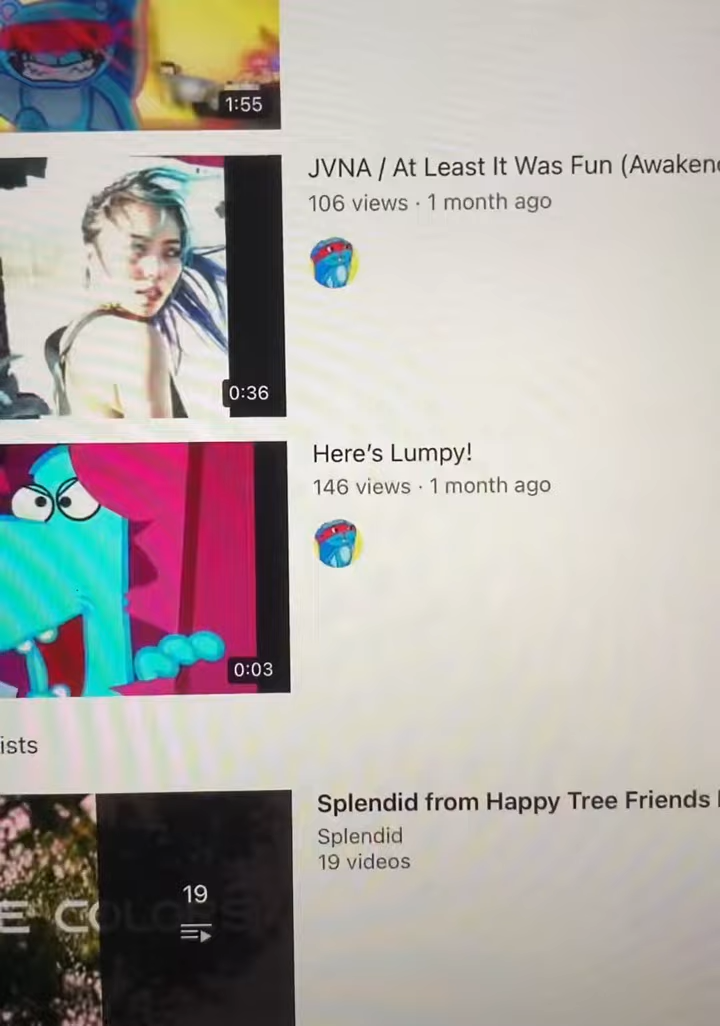 1:55
JVNA / At Least It Was Fun (Awaken
106 views · 1 month ago
0:36
Here's Lumpy!
146 views · 1 month ago
0:03
ists
Splendid from Happy Tree Friends
Splendid
19 videos
19
E COLORS